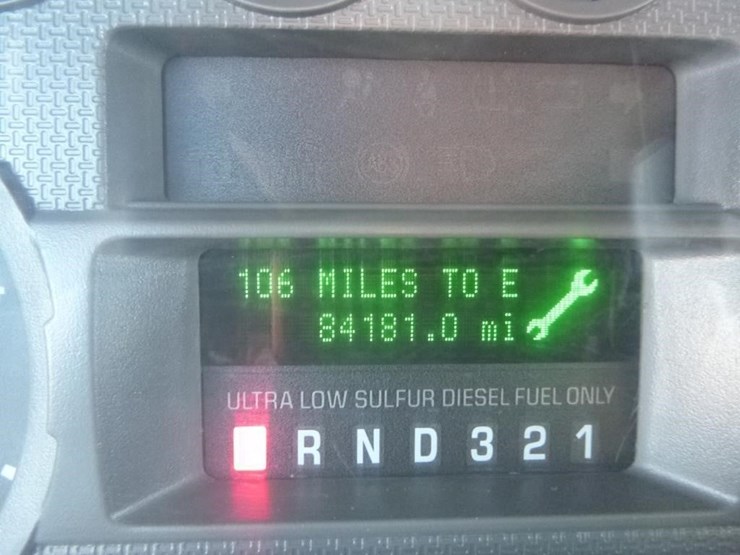 106 MILES TO E
84181.0 mi
ULTRA LOW SULFUR DIESEL FUEL ONLY
R N D 3 2 1